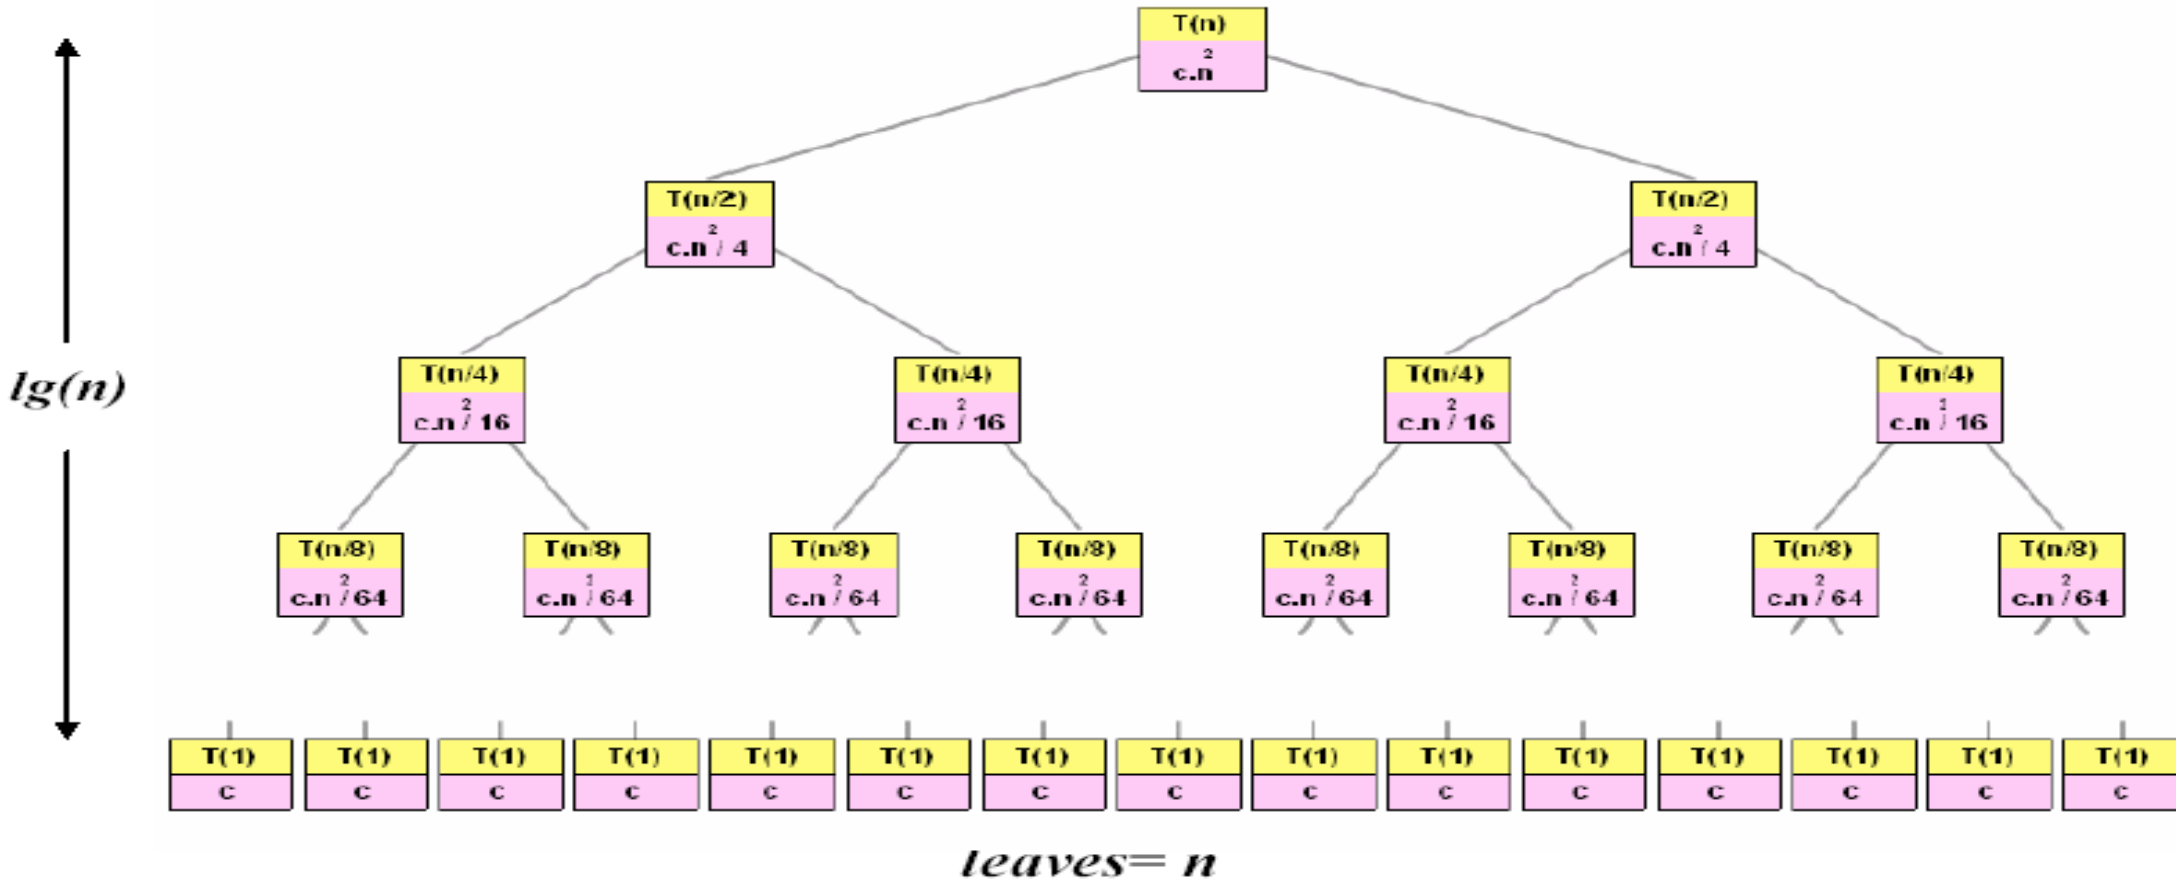 T(n)
c.n²
T(n/2) T(n/2)
c.n²/ 4 c.n²/ 4
lg(n)
T(n/4) T(n/4) T(n/4) T(n/4)
c.n²/ 16 c.n²/ 16 c.n²/ 16 c.n²/ 16
T(n/8) T(n/8) T(n/8) T(n/8) T(n/8) T(n/8) T(n/8) T(n/8)
c.n²/ 64 c.n²/ 64 c.n²/ 64 c.n²/ 64 c.n²/ 64 c.n²/ 64 c.n²/ 64 c.n²/ 64
T(1) T(1) T(1) T(1) T(1) T(1) T(1) T(1) T(1) T(1) T(1) T(1) T(1) T(1) T(1)
c c c c c c c c c c c c c c c
leaves= n